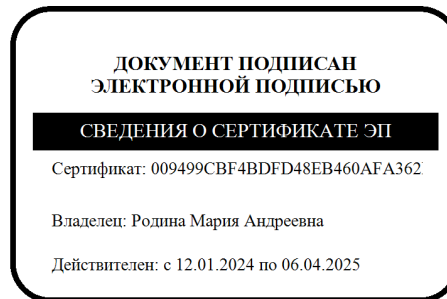 ДОКУМЕНТ ПОДПИСАН
ЭЛЕКТРОННОЙ ПОДПИСЬЮ
СВЕДЕНИЯ О СЕРТИФИКАТЕ ЭП
Сертификат: 009499CBF4BDFD48EB460AFA362
Владелец: Родина Мария Андреевна
Действителен: с 12.01.2024 по 06.04.2025